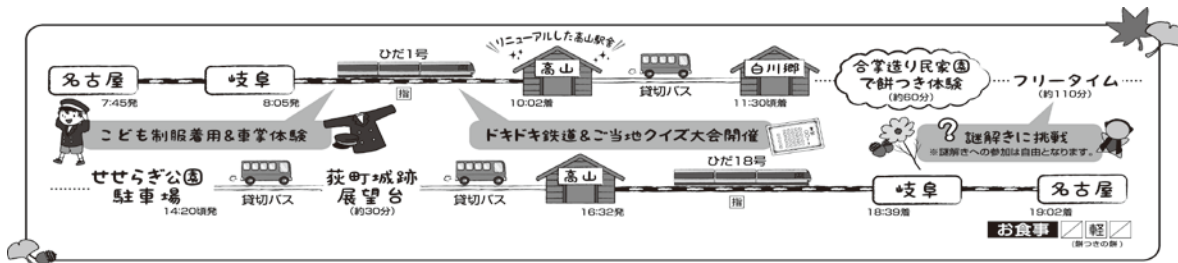 リニューアルした高山駅舎
ひだ1号
名古屋
7:45発
岐阜
8:05発
指
高山
10:02着
貸切バス
白川郷
11:30頃着
合掌造り民家園
で餅つき体験
(約60分)
フリータイム
(約110分)
こども制服着用&車掌体験
ドキドキ鉄道&ご当地クイズ大会開催
?
謎解きに挑戦
※謎解きへの参加は自由となります。
せせらぎ公園
駐車場
14:20頃発
貸切バス
荻町城跡
展望台
(約30分)
貸切バス
高山
16:32発
ひだ18号
指
岐阜
18:39着
名古屋
19:02着
お食事
軽
(餅つきの餅)